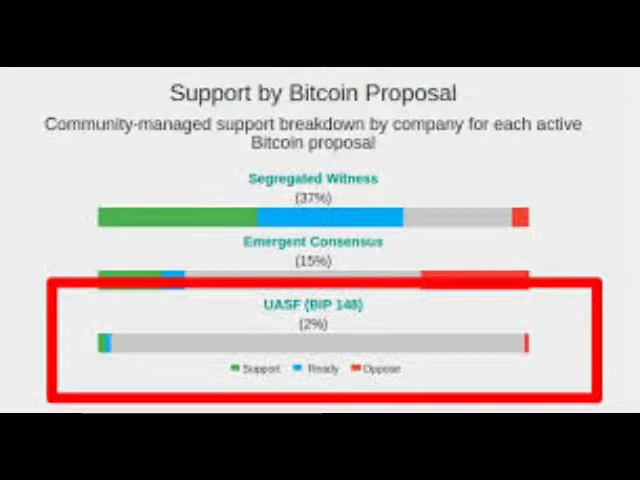 Support by Bitcoin Proposal
Community-managed support breakdown by company for each active
Bitcoin proposal
Segregated Witness
(37%)
Emergent Consensus
(15%)
UASF (BIP 148)
(2%)
Support Ready Oppose